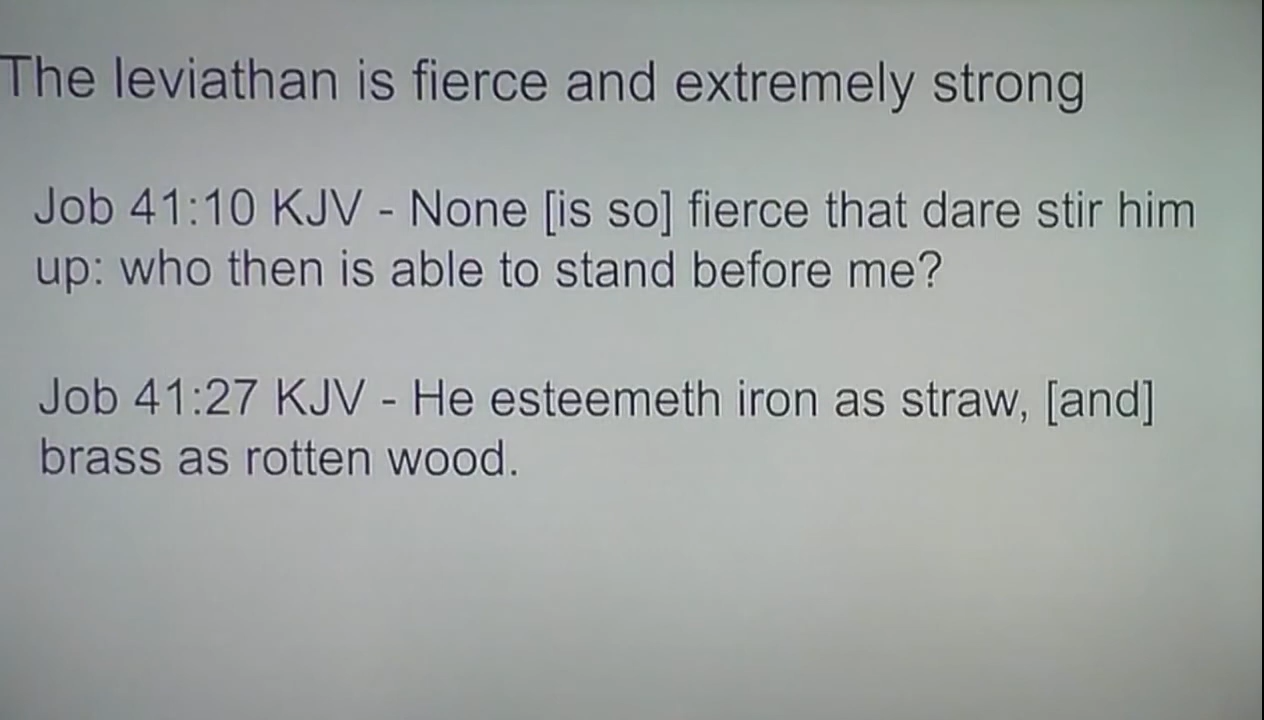 The leviathan is fierce and extremely strong
Job 41:10 KJV - None [is so] fierce that dare stir him
up: who then is able to stand before me?
Job 41:27 KJV - He esteemeth iron as straw, [and]
brass as rotten wood.